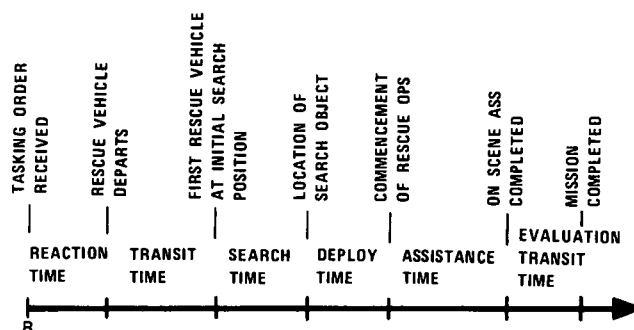 TASKING ORDER
RECEIVED
RESCUE VEHICLE
DEPARTS
FIRST RESCUE VEHICLE
AT INITIAL SEARCH
POSITION
LOCATION OF
SEARCH OBJECT
COMMENCEMENT
OF RESCUE OPS
ON SCENE ASS
COMPLETED
MISSION
COMPLETED
REACTION
TIME
TRANSIT
TIME
SEARCH
TIME
DEPLOY
TIME
ASSISTANCE
TIME
EVALUATION
TRANSIT
TIME
R